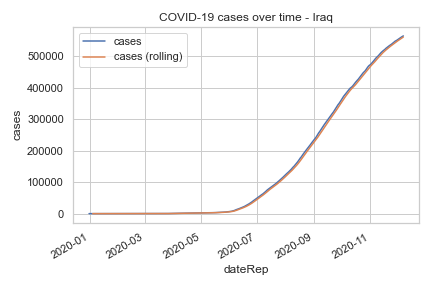 COVID-19 cases over time - Iraq
cases
cases (rolling)
500000
400000
300000
200000
100000
0
cases
2020-01
2020-03
2020-05
2020-07
2020-09
2020-11
dateRep